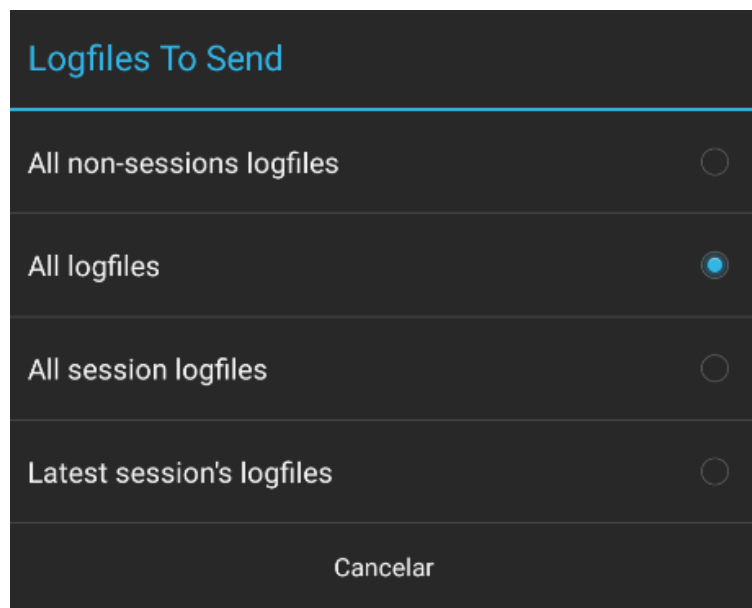 Logfiles To Send
All non-sessions logfiles
All logfiles
All session logfiles
Latest session's logfiles
Cancelar